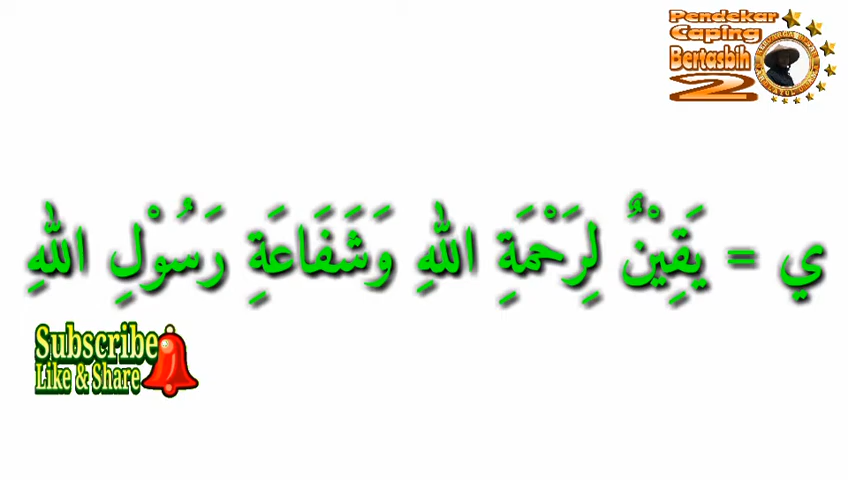 Pendekar
Caping
Bertasbih
2
ي = يَقِيْنٌ لِرَحْمَةِ اللهِ وَشَفَاعَةِ رَسُوْلِ اللهِ
Subscribe
Like & Share